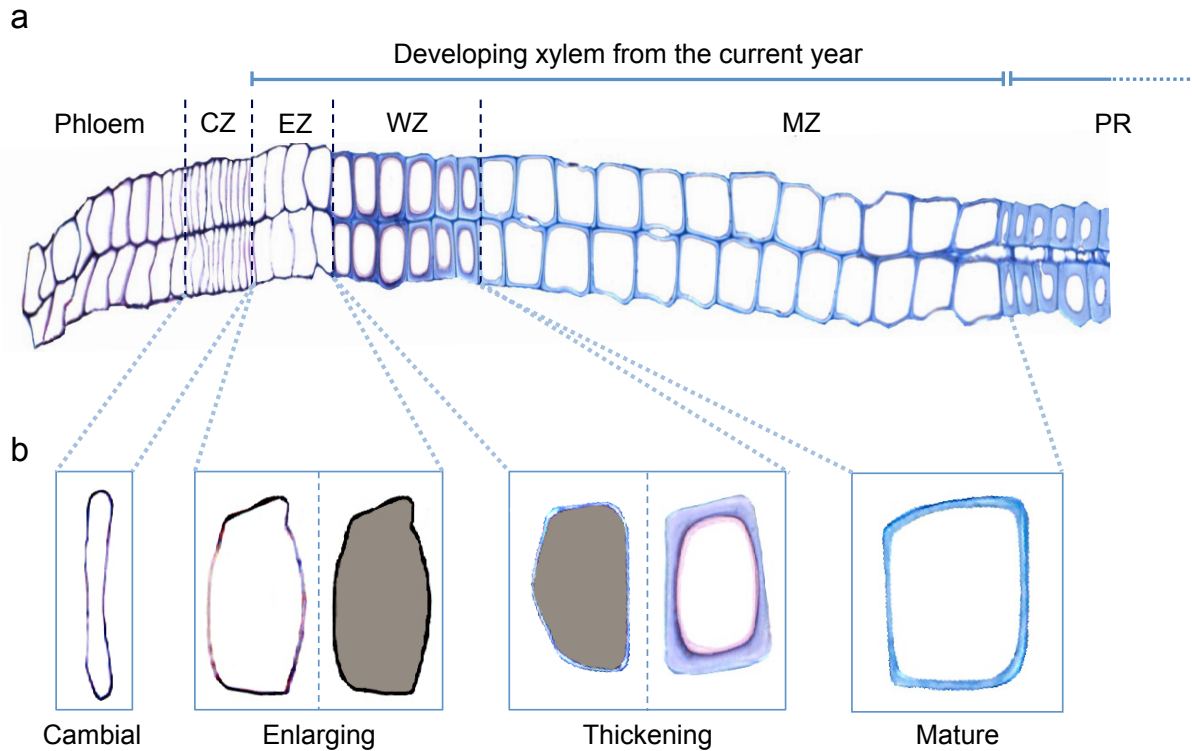 a
Developing xylem from the current year
Phloem CZ EZ WZ MZ PR
b
Cambial Enlarging Thickening Mature